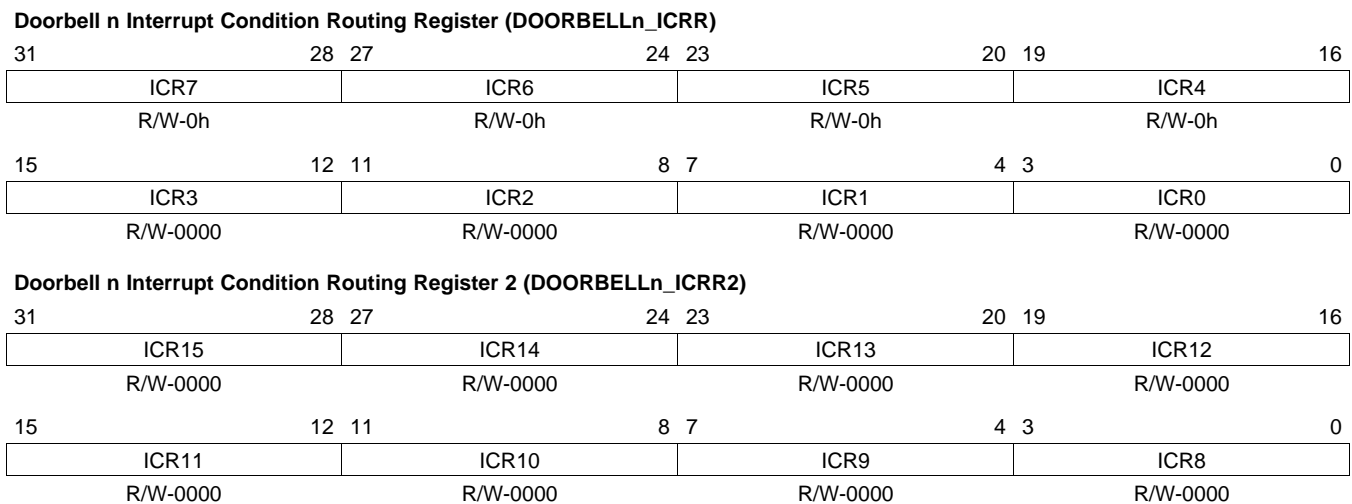 Doorbell n Interrupt Condition Routing Register (DOORBELLn_ICRR)
31 28 27 24 23 20 19 16
ICR7 ICR6 ICR5 ICR4
R/W-0h R/W-0h R/W-0h R/W-0h
15 12 11 8 7 4 3 0
ICR3 ICR2 ICR1 ICR0
R/W-0000 R/W-0000 R/W-0000 R/W-0000
Doorbell n Interrupt Condition Routing Register 2 (DOORBELLn_ICRR2)
31 28 27 24 23 20 19 16
ICR15 ICR14 ICR13 ICR12
R/W-0000 R/W-0000 R/W-0000 R/W-0000
15 12 11 8 7 4 3 0
ICR11 ICR10 ICR9 ICR8
R/W-0000 R/W-0000 R/W-0000 R/W-0000